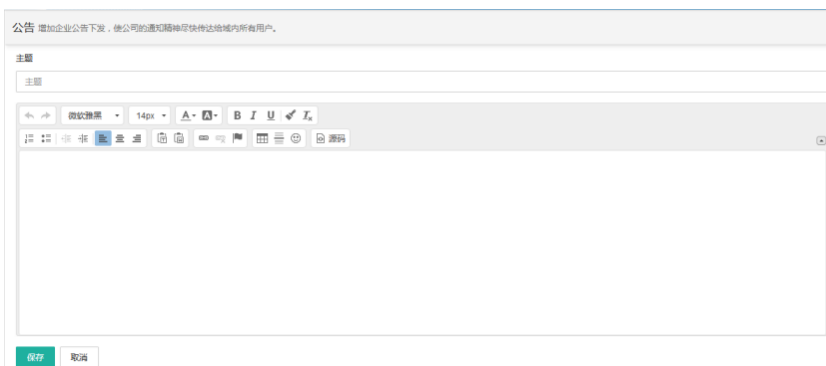 公告 增加企业公告下发，使公司的通知精神尽快传达给域内所有用户。
主题
主题
微软雅黑 14px A A B I U Ix
源码
保存 取消